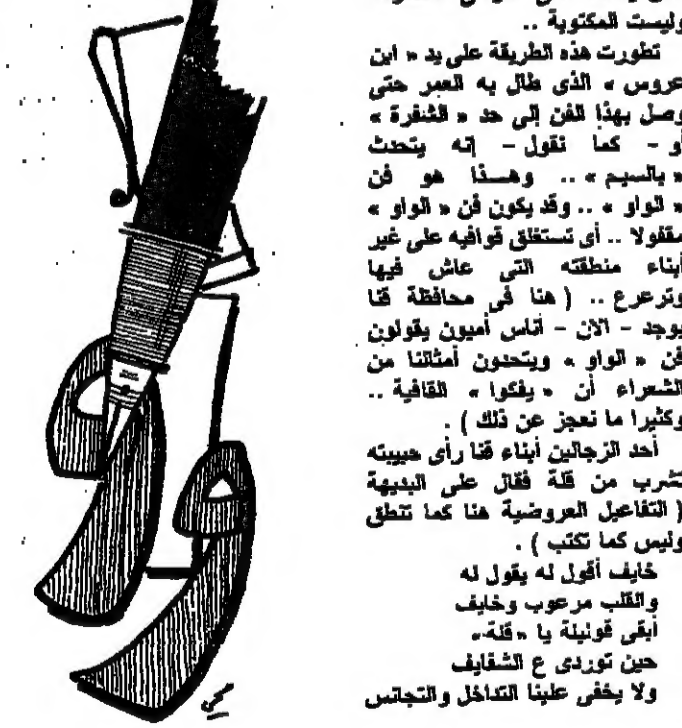 وليست المكتوبة ..
تطورت هذه الطريقة على يد « ابن
عروس » الذى طال به العمر حتى
وصل بهذا الفن إلى حد « الشفرة »
أو - كما نقول - إنه يتحدث
« بالسيم » .. وهــذا هو فن
« الواو » .. وقد يكون فن « الواو »
مقفولا .. أى تستغلق قوافيه على غير
أبناء منطقته التى عاش فيها
وترعرع .. ( هنا فى محافظة قنا
يوجد - الآن - أناس أميون يقولون
فن « الواو » ويتحدون أمثالنا من
الشعراء أن « يفكوا » القافية ..
وكثيرا ما نعجز عن ذلك ) .
أحد الزجالين أبناء قنا رأى حبيبته
تشرب من قلة فقال على البديهة
( التفاعيل العروضية هنا كما تنطق
وليس كما تكتب ) .
خايف أقول له يقول له
والقلب مرعوب وخايف
أبقى قوليلة يا «قلة»
حين توردى ع الشفايف
ولا يخفى علينا التداخل والتجانس